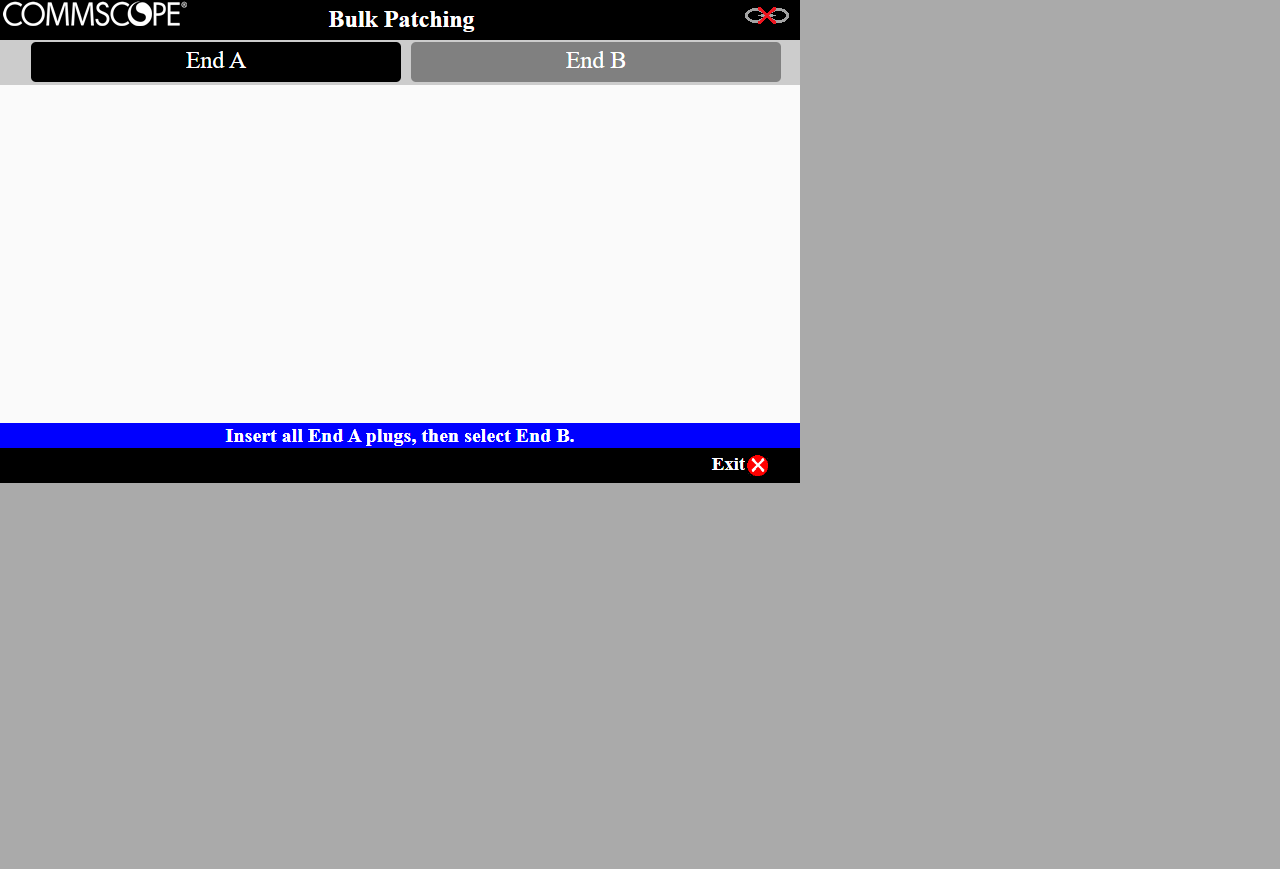 COMMSCOPE®
Bulk Patching
End A
End B
Insert all End A plugs, then select End B.
Exit